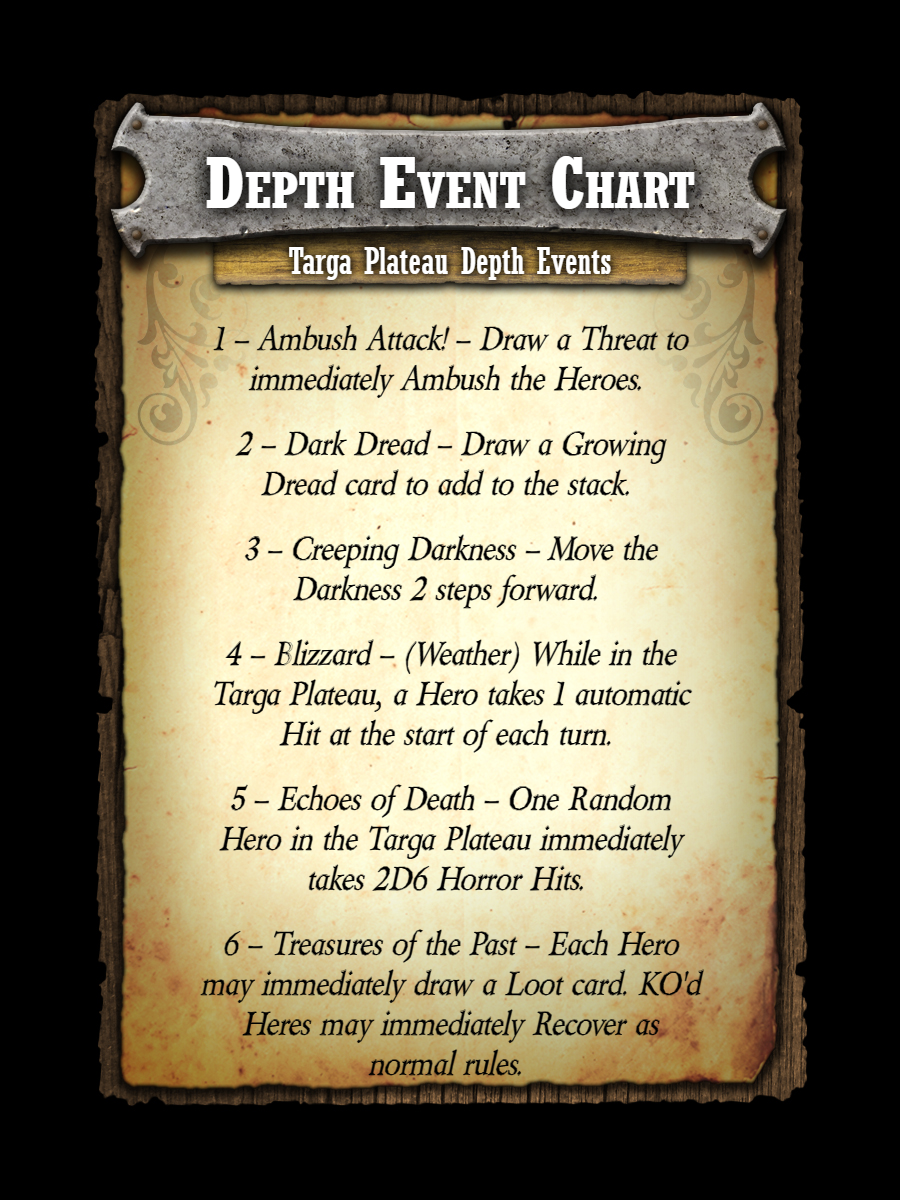 Depth Event Chart
Targa Plateau Depth Events
1 – Ambush Attack! – Draw a Threat to
immediately Ambush the Heroes.
2 – Dark Dread – Draw a Growing
Dread card to add to the stack.
3 – Creeping Darkness – Move the
Darkness 2 steps forward.
4 – Blizzard – (Weather) While in the
Targa Plateau, a Hero takes 1 automatic
Hit at the start of each turn.
5 – Echoes of Death – One Random
Hero in the Targa Plateau immediately
takes 2D6 Horror Hits.
6 – Treasures of the Past – Each Hero
may immediately draw a Loot card. KO'd
Heres may immediately Recover as
normal rules.